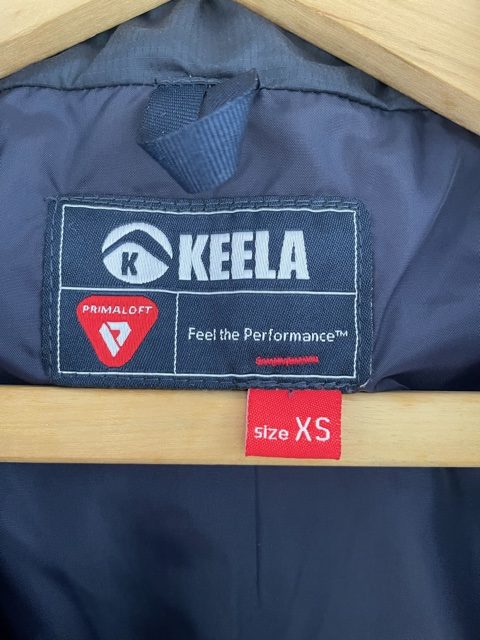 K KEELA
PRIMALOFT
Feel the Performance™
size XS